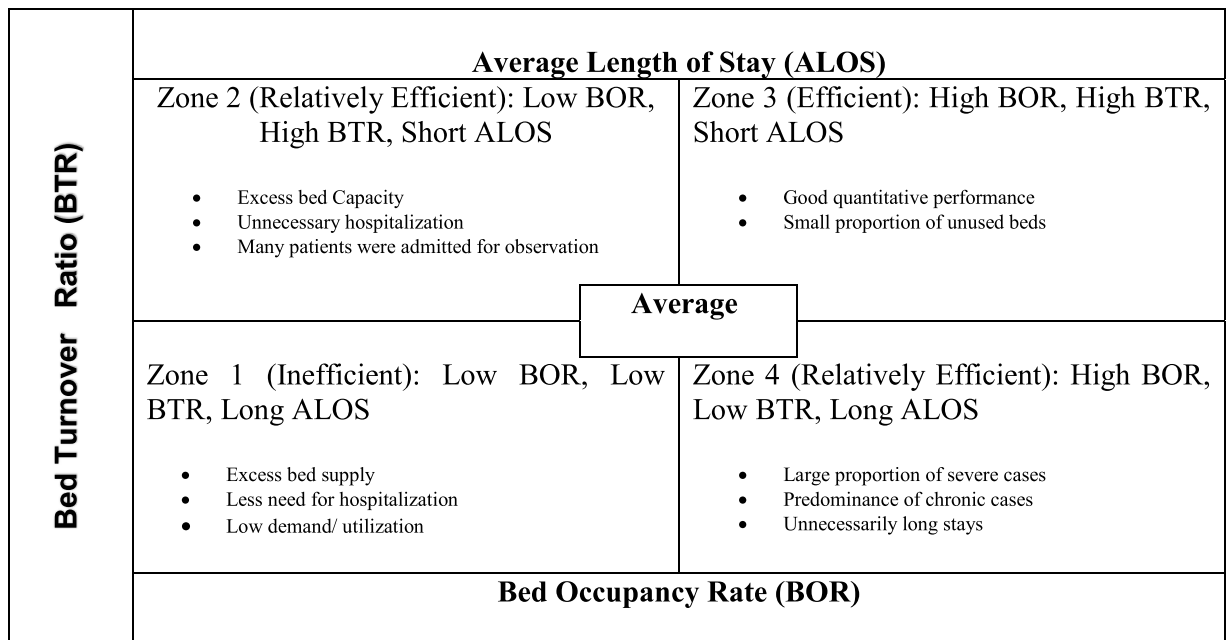 Average Length of Stay (ALOS)
Bed Turnover Ratio (BTR)
Zone 2 (Relatively Efficient): Low BOR,
High BTR, Short ALOS
• Excess bed Capacity
• Unnecessary hospitalization
• Many patients were admitted for observation
Zone 3 (Efficient): High BOR, High BTR,
Short ALOS
• Good quantitative performance
• Small proportion of unused beds
Average
Zone 1 (Inefficient): Low BOR, Low
BTR, Long ALOS
• Excess bed supply
• Less need for hospitalization
• Low demand/ utilization
Zone 4 (Relatively Efficient): High BOR,
Low BTR, Long ALOS
• Large proportion of severe cases
• Predominance of chronic cases
• Unnecessarily long stays
Bed Occupancy Rate (BOR)